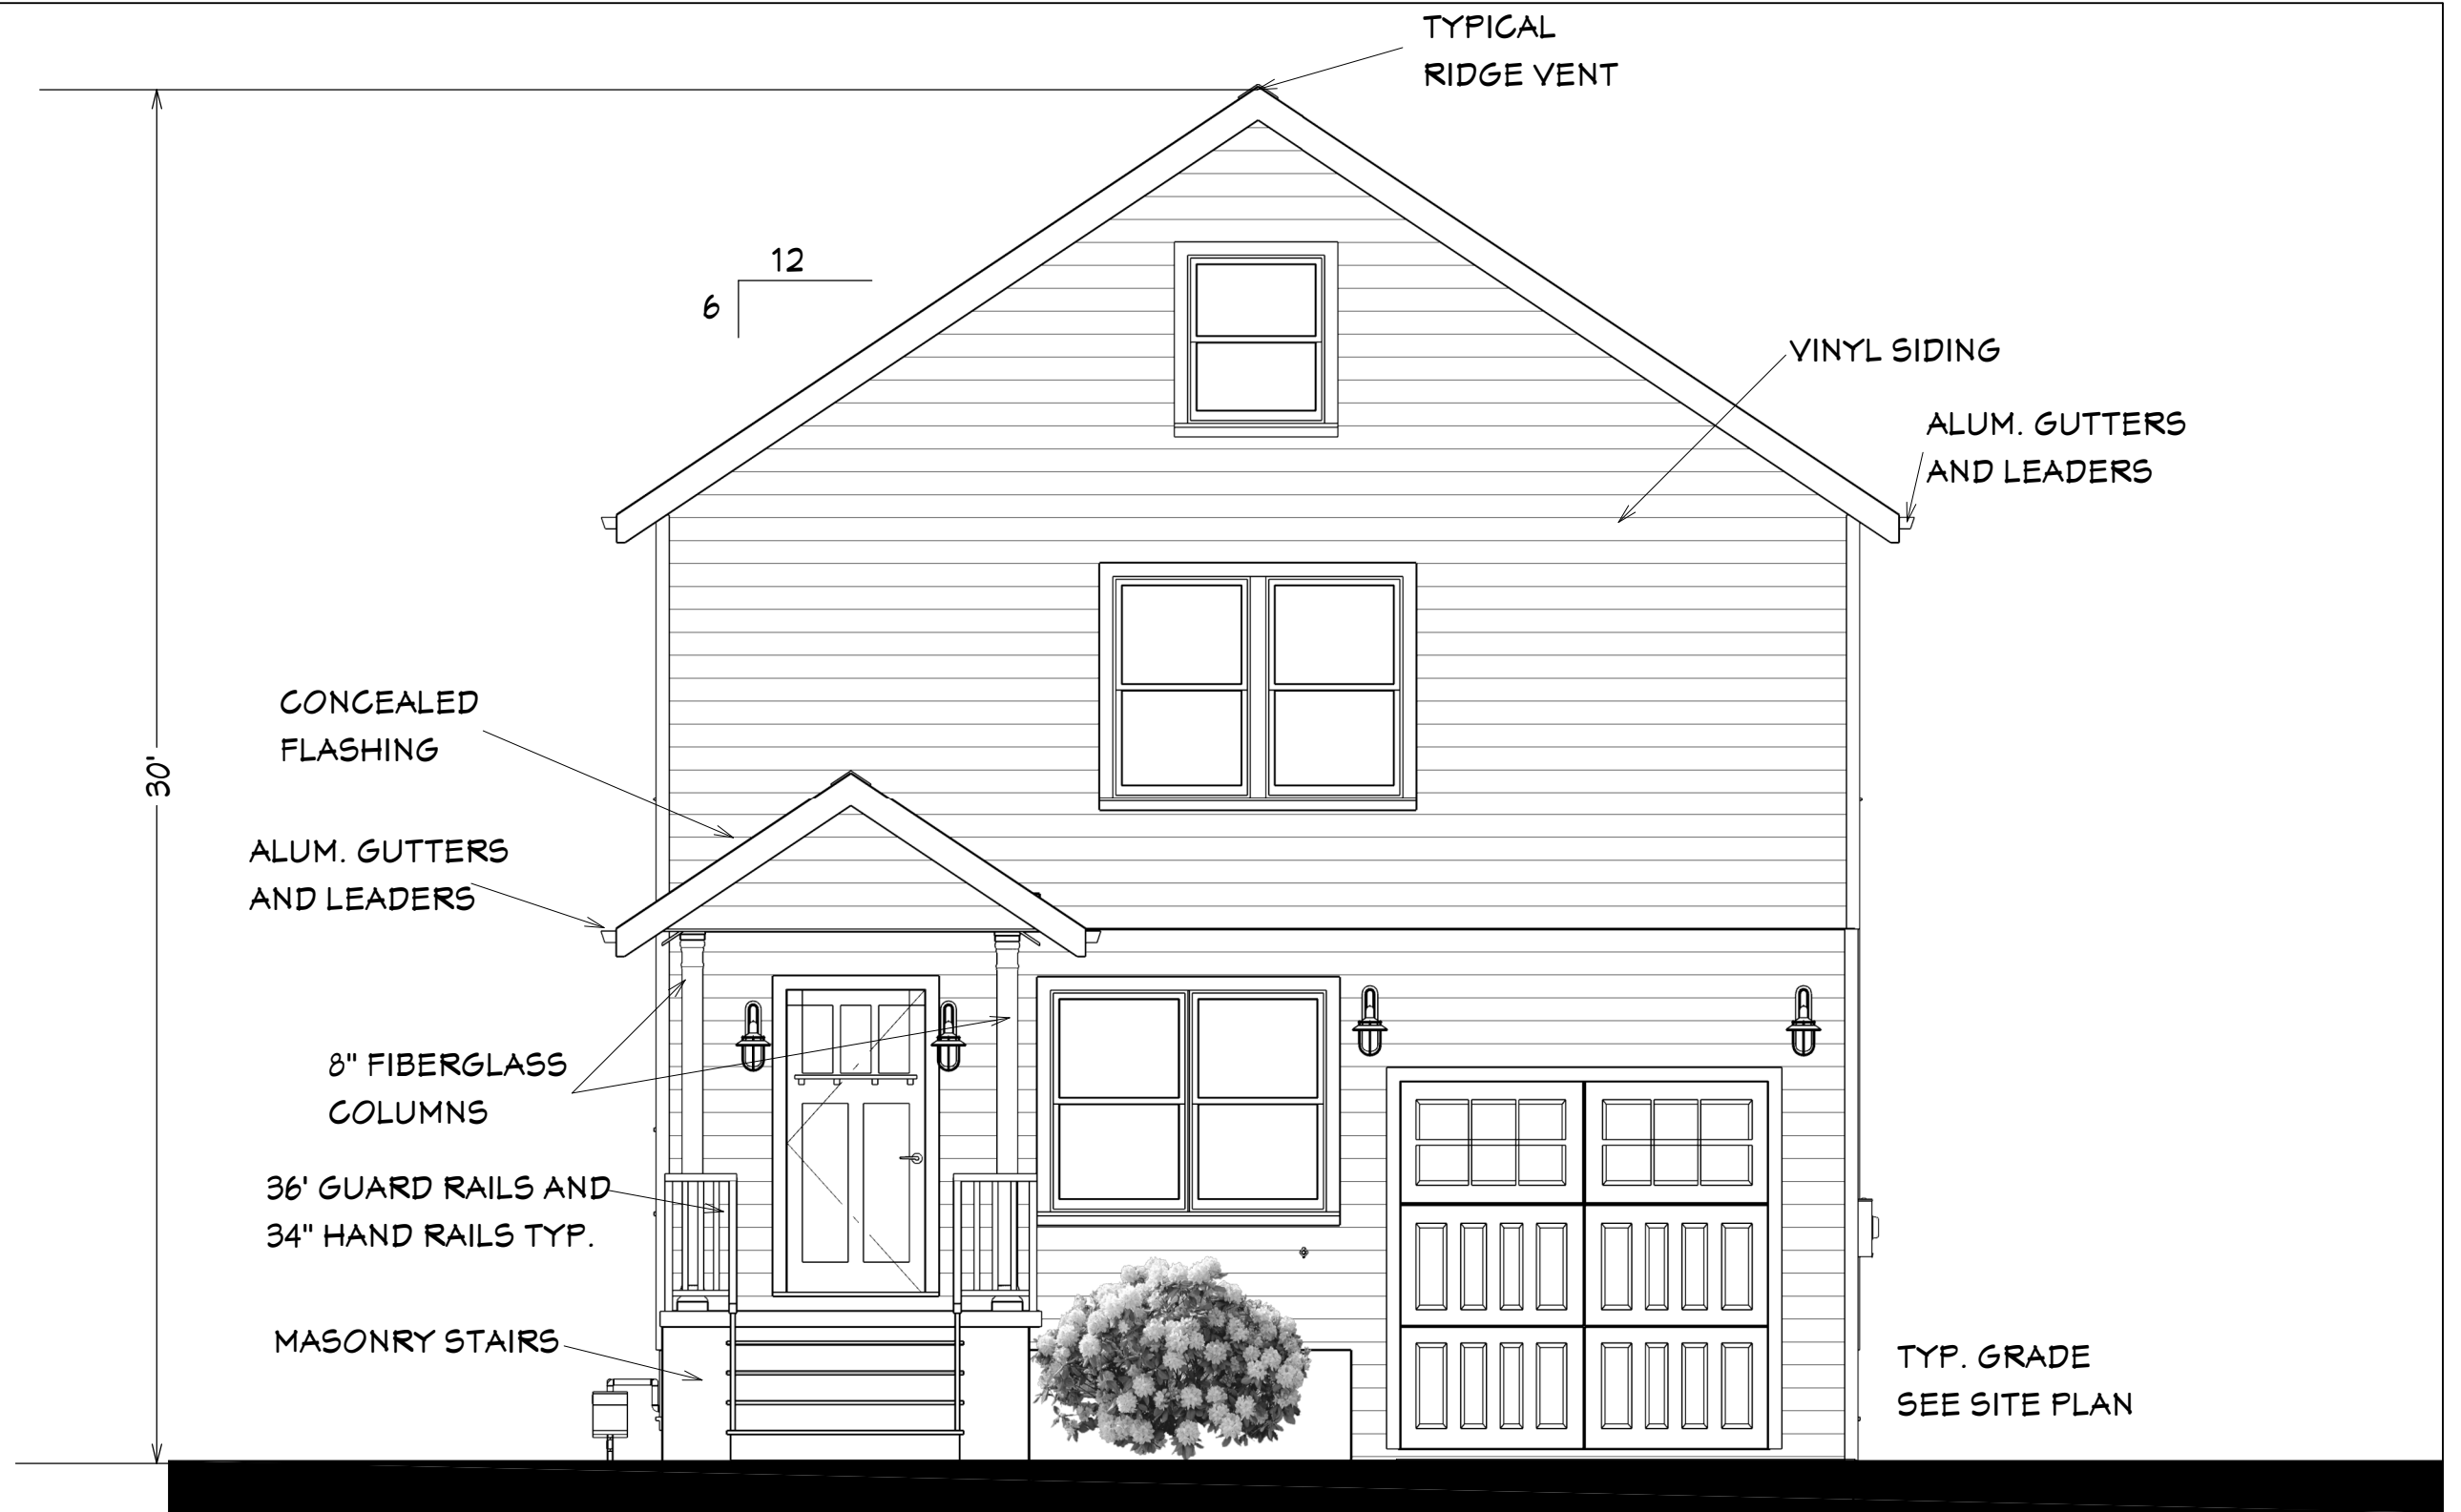 TYPICAL
RIDGE VENT
12
6
VINYL SIDING
ALUM. GUTTERS
AND LEADERS
CONCEALED
FLASHING
30'
ALUM. GUTTERS
AND LEADERS
8" FIBERGLASS
COLUMNS
36' GUARD RAILS AND
34" HAND RAILS TYP.
MASONRY STAIRS
TYP. GRADE
SEE SITE PLAN